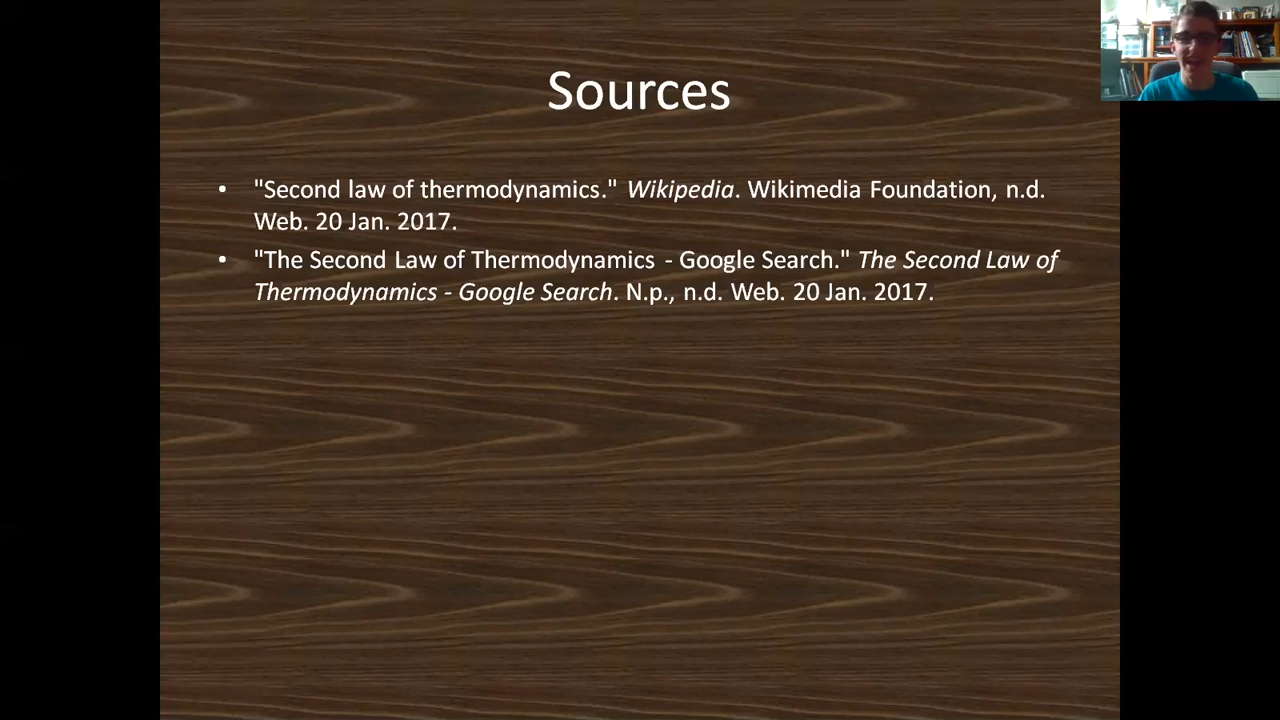 Sources
• "Second law of thermodynamics." Wikipedia. Wikimedia Foundation, n.d.
Web. 20 Jan. 2017.
• "The Second Law of Thermodynamics - Google Search." The Second Law of
Thermodynamics - Google Search. N.p., n.d. Web. 20 Jan. 2017.